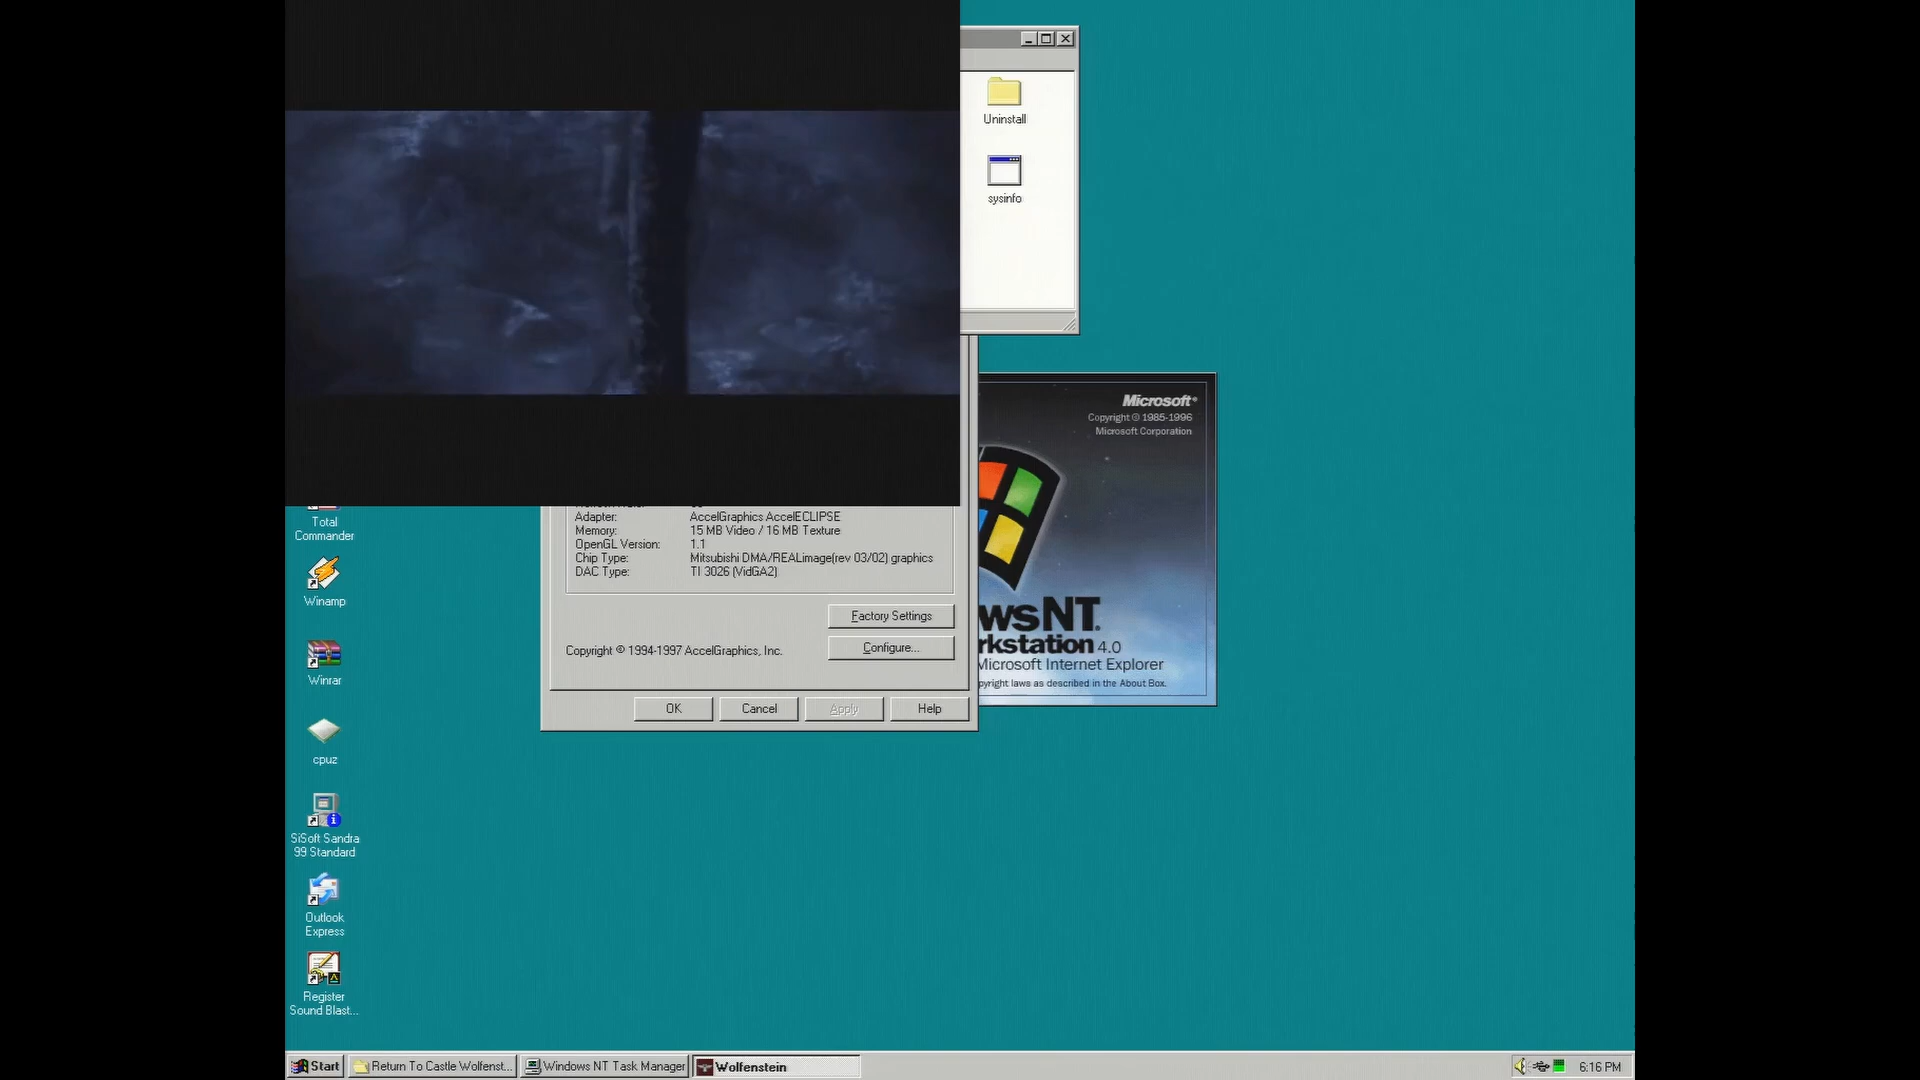 Uninstall
sysinfo
Microsoft®
Copyright © 1985-1996
Microsoft Corporation
wsNT.
rkstation 4.0
Microsoft Internet Explorer
pyright laws as described in the About Box.
Adapter: AccelGraphics AccelECLIPSE
Memory: 15 MB Video / 16 MB Texture
OpenGL Version: 1.1
Chip Type: Mitsubishi DMA/REALimage(rev 03/02) graphics
DAC Type: TI 3026 (VidGA2)
Factory Settings
Configure...
Copyright © 1994-1997 AccelGraphics, Inc.
OK Cancel Apply Help
Total
Commander
Winamp
Winrar
cpuz
SiSoft Sandra
99 Standard
Outlook
Express
Register
Sound Blast...
Start Return To Castle Wolfenst... Windows NT Task Manager Wolfenstein 6:16 PM